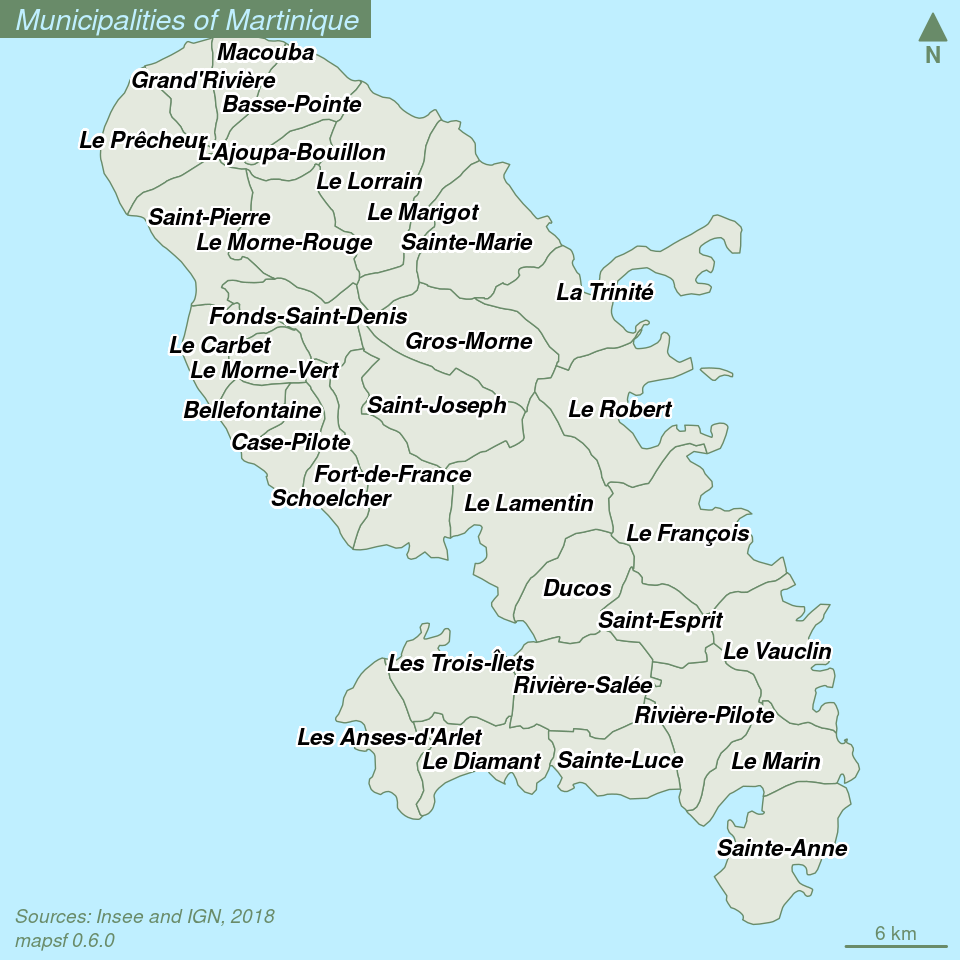 Municipalities of Martinique
N
Macouba
Grand'Rivière
Basse-Pointe
Le Prêcheur
L'Ajoupa-Bouillon
Le Lorrain
Le Marigot
Saint-Pierre
Le Morne-Rouge
Sainte-Marie
La Trinité
Fonds-Saint-Denis
Gros-Morne
Le Carbet
Le Morne-Vert
Saint-Joseph
Le Robert
Bellefontaine
Case-Pilote
Fort-de-France
Schoelcher
Le Lamentin
Le François
Ducos
Saint-Esprit
Le Vauclin
Les Trois-Îlets
Rivière-Salée
Rivière-Pilote
Les Anses-d'Arlet
Le Diamant
Sainte-Luce
Le Marin
Sainte-Anne
Sources: Insee and IGN, 2018
mapsf 0.6.0
6 km